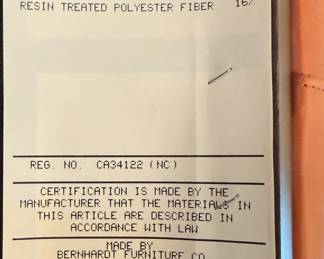 RESIN TREATED POLYESTER FIBER 16%
REG. NO. CA34122 (NC)
CERTIFICATION IS MADE BY THE
MANUFACTURER THAT THE MATERIALS IN
THIS ARTICLE ARE DESCRIBED IN
ACCORDANCE WITH LAW
MADE BY
BERNHARDT FURNITURE CO